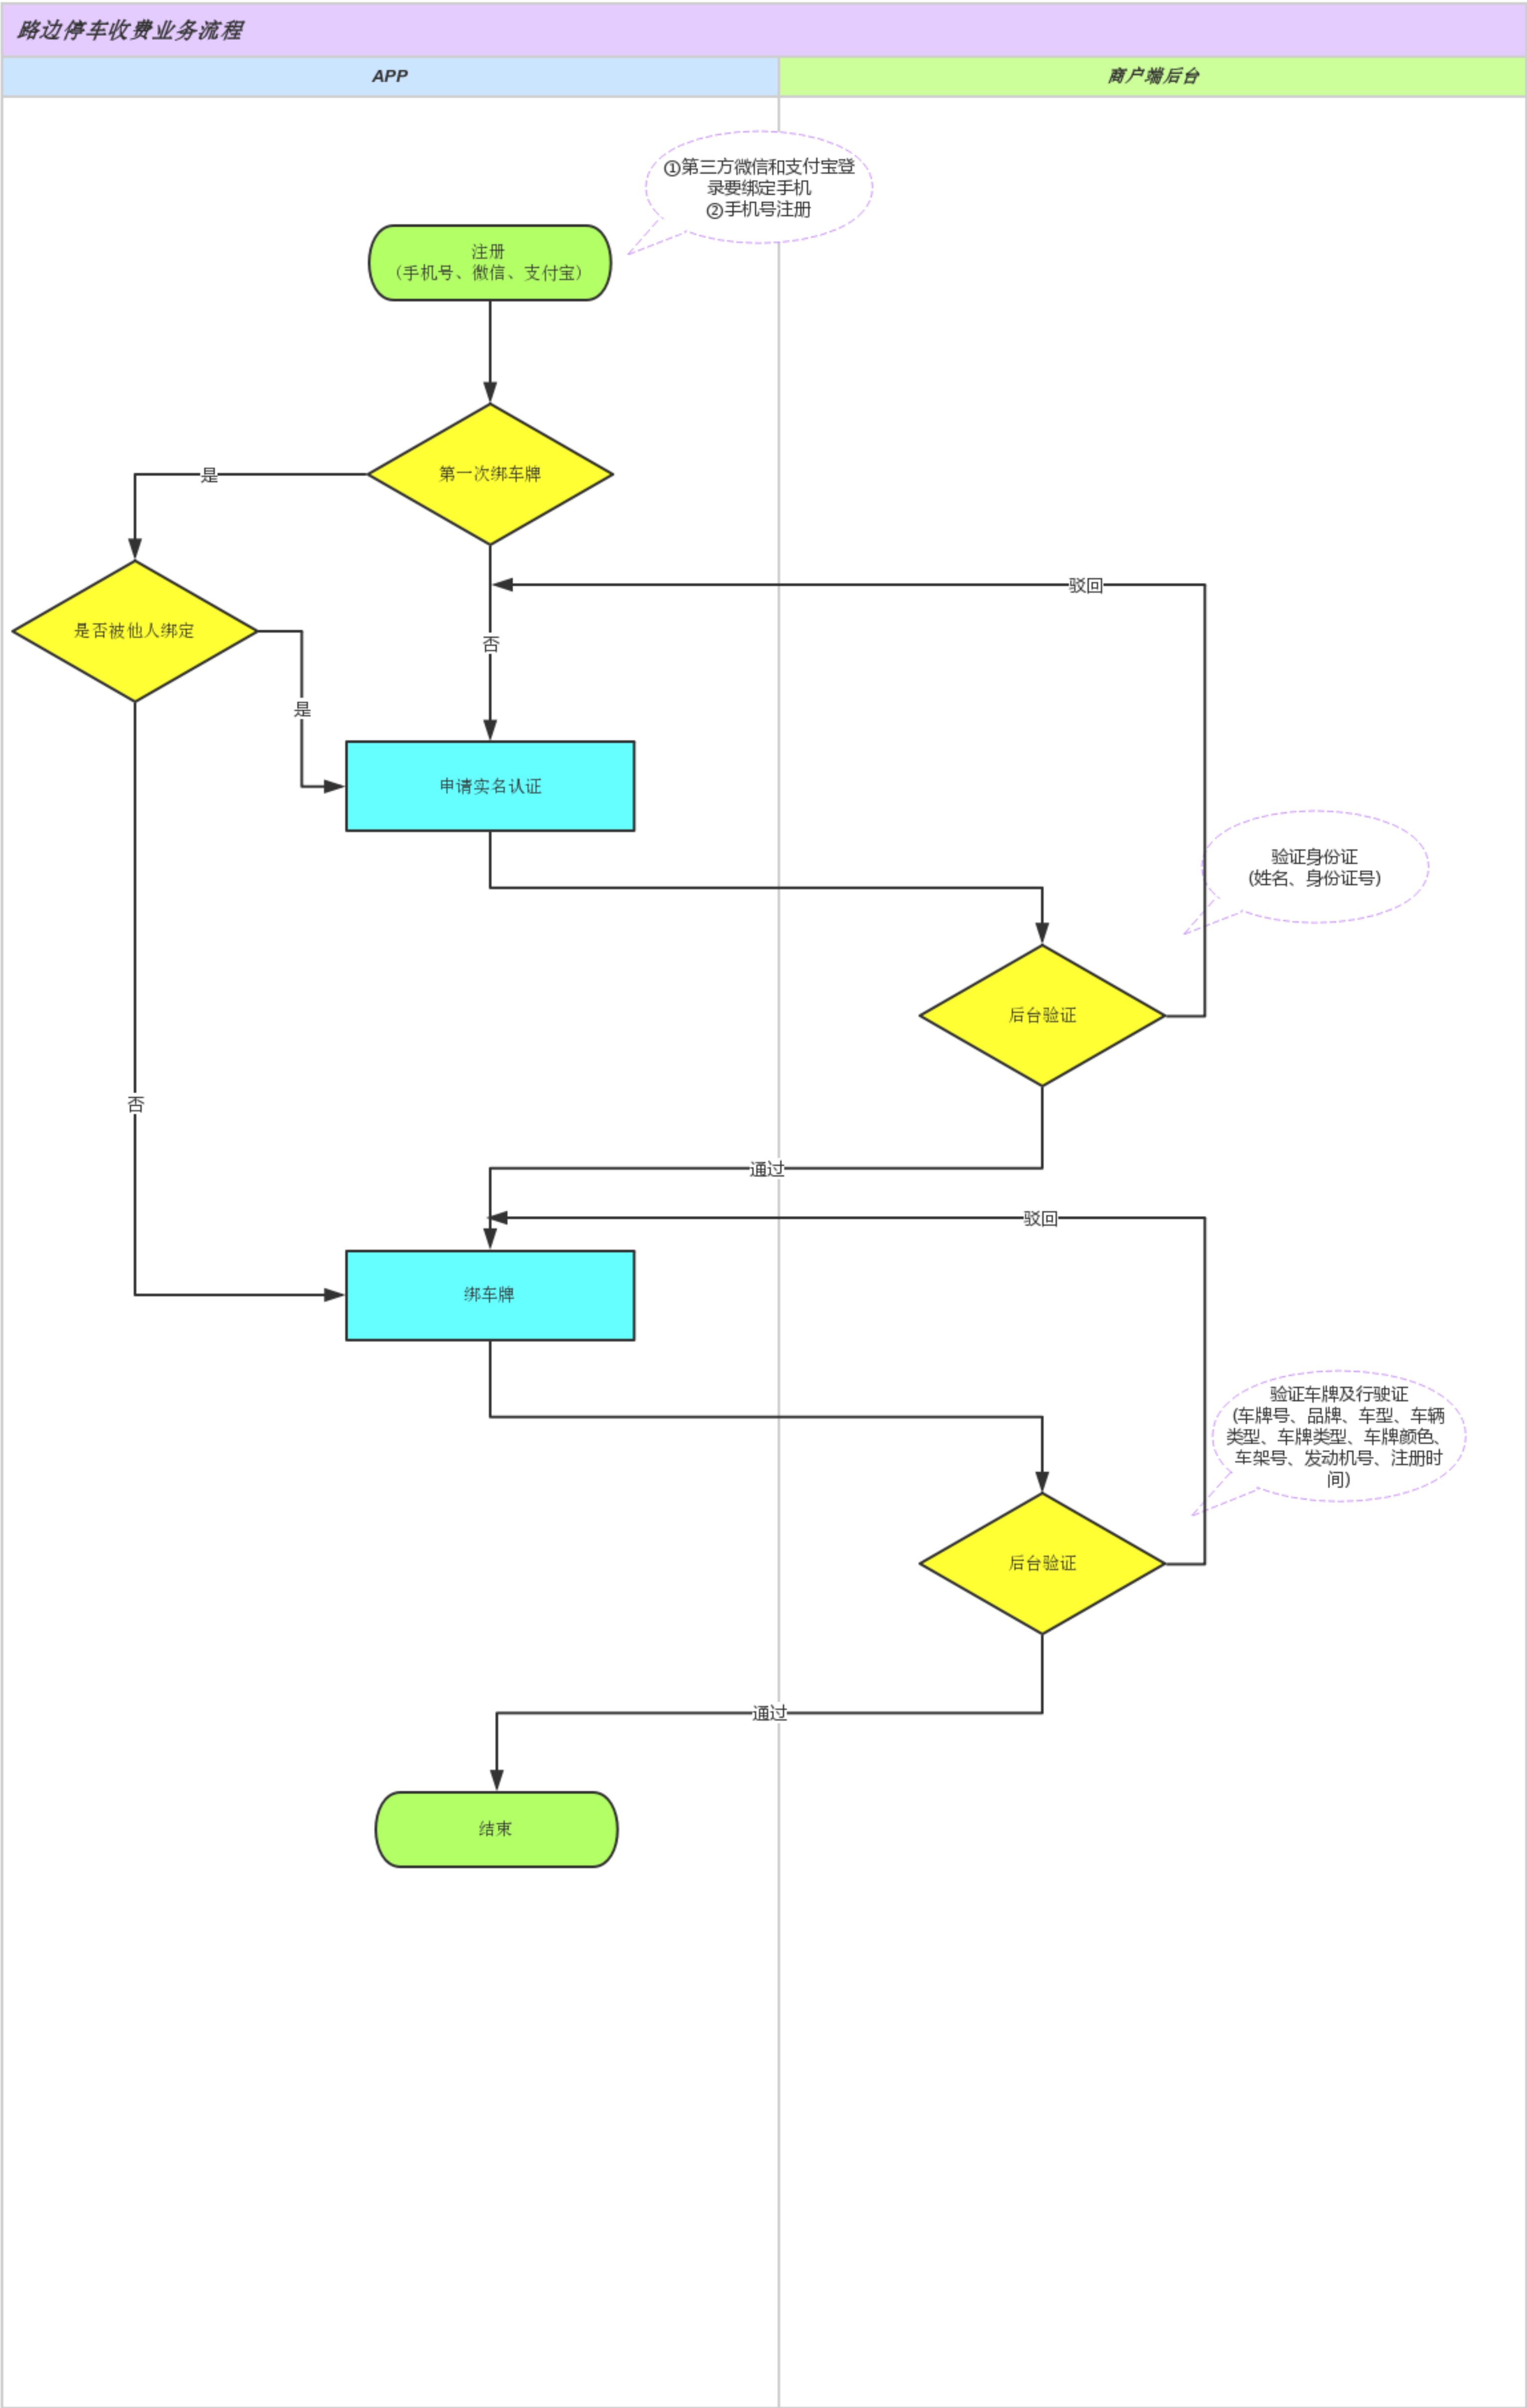 路边停车收费业务流程
APP
商户端后台
①第三方微信和支付宝登
录要绑定手机
②手机号注册
注册
（手机号、微信、支付宝）
第一次绑车牌
是
驳回
是否被他人绑定
否
是
申请实名认证
验证身份证
(姓名、身份证号)
后台验证
否
通过
驳回
绑车牌
验证车牌及行驶证
(车牌号、品牌、车型、车辆
类型、车牌类型、车牌颜色、
车架号、发动机号、注册时
间)
后台验证
通过
结束